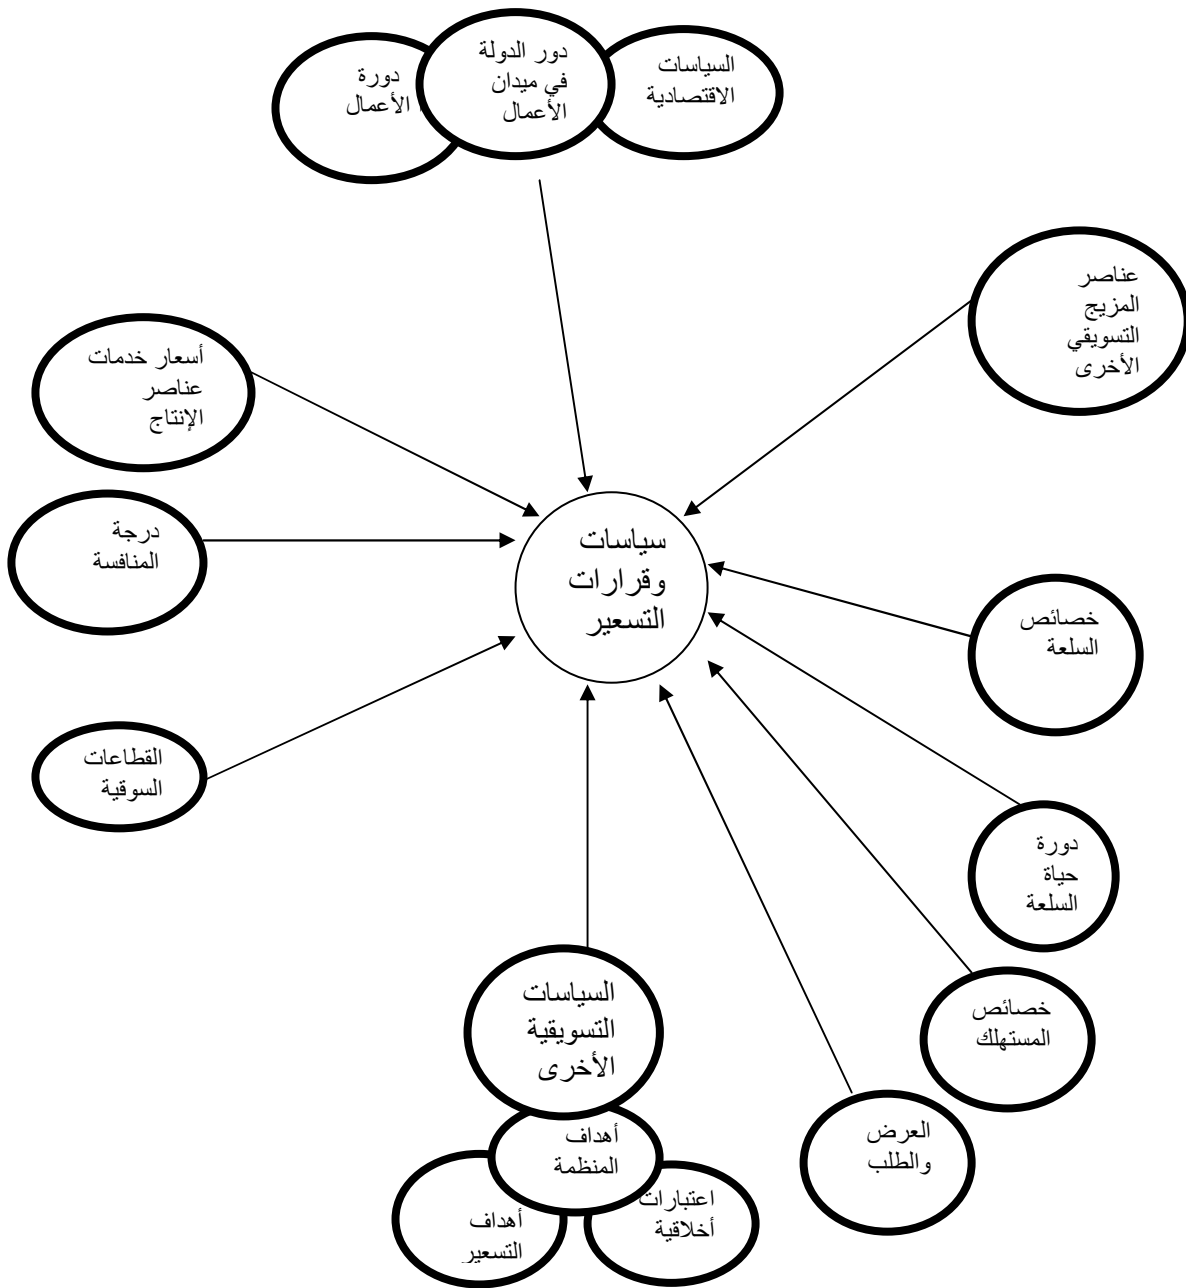 دورة
الأعمال
دور الدولة
في ميدان
الأعمال
السياسات
الاقتصادية
عناصر
المزيج
التسويقي
الأخرى
أسعار خدمات
عناصر
الإنتاج
درجة
المنافسة
سياسات
وقرارات
التسعير
خصائص
السلعة
القطاعات
السوقية
دورة
حياة
السلعة
السياسات
التسويقية
الأخرى
خصائص
المستهلك
العرض
والطلب
أهداف
المنظمة
اعتبارات
أخلاقية
أهداف
التسعير